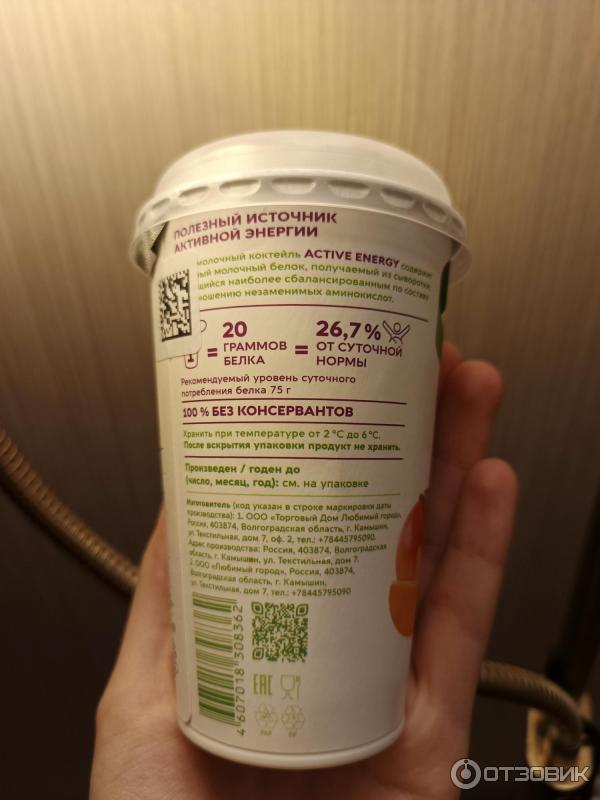 ПОЛЕЗНЫЙ ИСТОЧНИК
АКТИВНОЙ ЭНЕРГИИ
молочный коктейль ACTIVE ENERGY содержит
молочный белок, получаемый из сыворотки,
наиболее сбалансированным по составу
незаменимых аминокислот.
1 = 20 ГРАММОВ БЕЛКА = 26,7 % ОТ СУТОЧНОЙ НОРМЫ
Рекомендуемый уровень суточного
потребления белка 75 г
100 % БЕЗ КОНСЕРВАНТОВ
Хранить при температуре от 2 °С до 6 °С.
После вскрытия упаковки продукт не хранить.
Произведен / годен до
(число, месяц, год): см. на упаковке
Изготовитель (код указан в строке маркировки даты
производства): 1. ООО «Торговый Дом Любимый город»,
Россия, 403874, Волгоградская область, г. Камышин,
ул. Текстильная, дом 7, оф. 2, тел.: +78445795090.
Адрес производства: Россия, 403874, Волгоградская
область, г. Камышин, ул. Текстильная, дом 7.
2. ООО «Любимый город», Россия, 403874,
Волгоградская область, г. Камышин,
ул. Текстильная, дом 7, тел.: +78445795090
4 607018 308362
EAC
PAP
PP
ОТЗОВИК